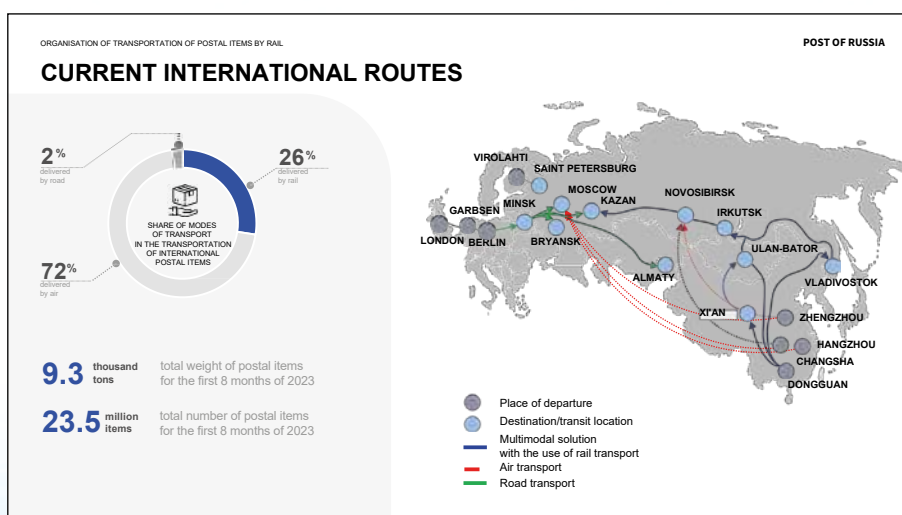 ORGANISATION OF TRANSPORTATION OF POSTAL ITEMS BY RAIL
POST OF RUSSIA
CURRENT INTERNATIONAL ROUTES
2%
delivered
by road
26%
delivered
by rail
SHARE OF MODES
OF TRANSPORT
IN THE TRANSPORTATION
OF INTERNATIONAL
POSTAL ITEMS
72%
delivered
by air
9.3 thousand
tons
total weight of postal items
for the first 8 months of 2023
23.5 million
items
total number of postal items
for the first 8 months of 2023
VIROLAHTI
SAINT PETERSBURG
MOSCOW
MINSK
KAZAN
NOVOSIBIRSK
GARBSEN
IRKUTSK
LONDON
BERLIN
BRYANSK
ULAN-BATOR
ALMATY
VLADIVOSTOK
XI'AN
ZHENGZHOU
HANGZHOU
CHANGSHA
DONGGUAN
Place of departure
Destination/transit location
Multimodal solution
with the use of rail transport
Air transport
Road transport